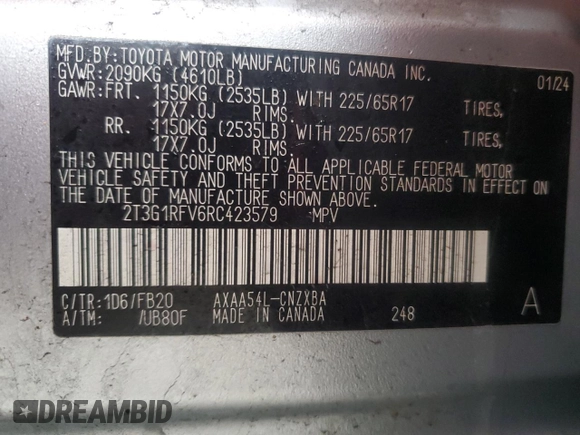 MFD.BY:TOYOTA MOTOR MANUFACTURING CANADA INC.
GVWR:2090KG (4610LB) 01/24
GAWR:FRT. 1150KG (2535LB) WITH 225/65R17 TIRES,
17X7.0J RIMS.
RR. 1150KG (2535LB) WITH 225/65R17 TIRES,
17X7.0J RIMS.
THIS VEHICLE CONFORMS TO ALL APPLICABLE FEDERAL MOTOR
VEHICLE SAFETY AND THEFT PREVENTION STANDARDS IN EFFECT ON
THE DATE OF MANUFACTURE SHOWN ABOVE.
2T3G1RFV6RC423579 MPV
C/TR:1D6/FB20 AXAA54L-CNZXBA
A/TM: /UB80F MADE IN CANADA 248 A
DREAMBID